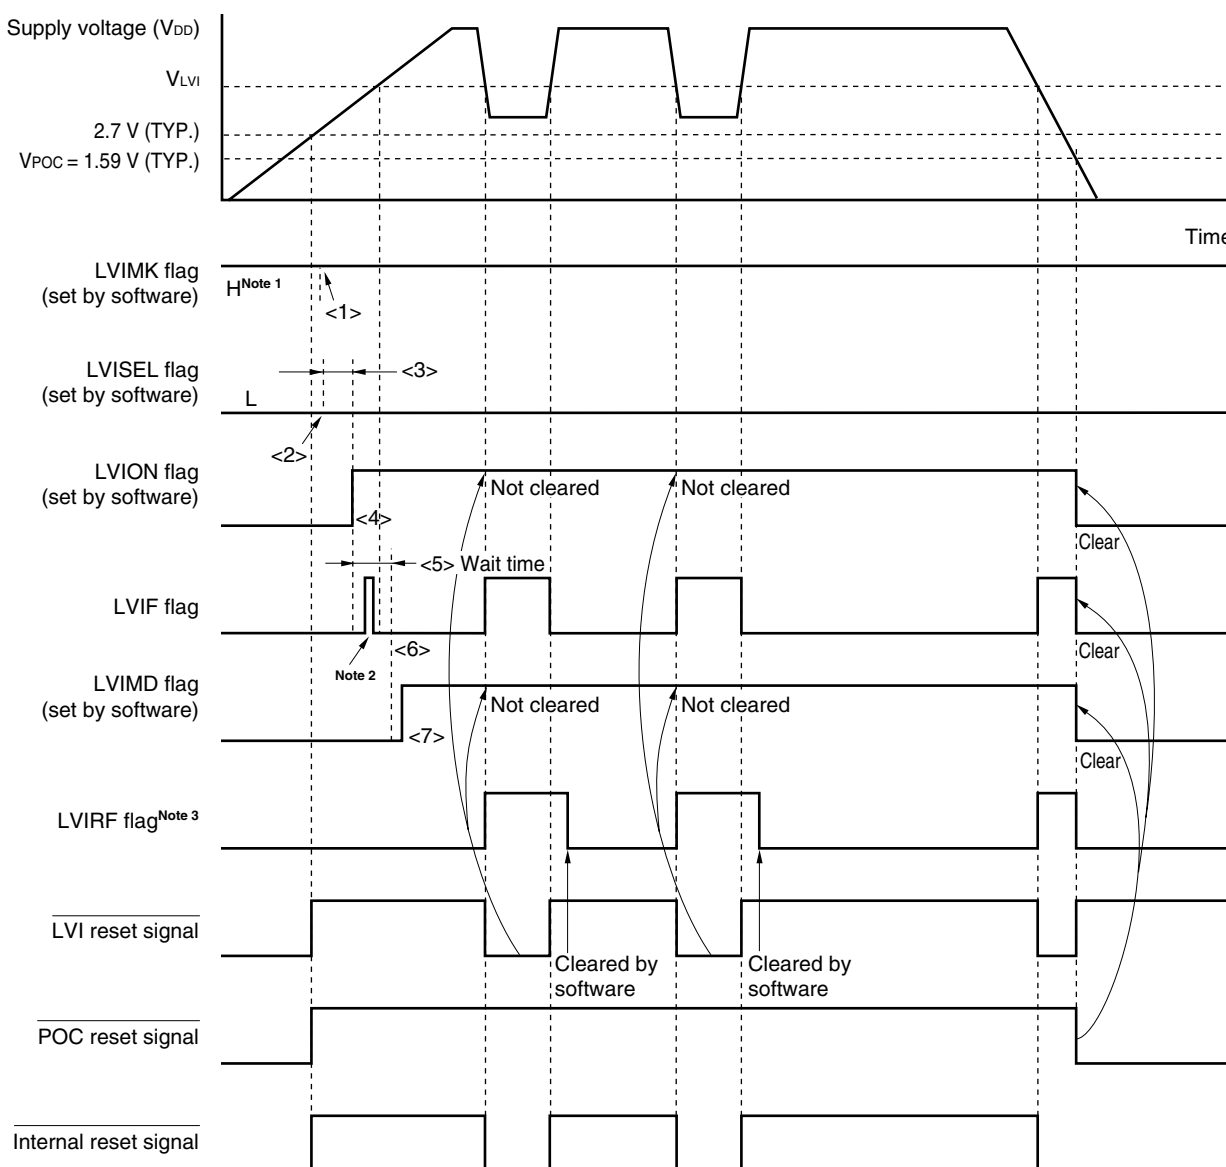 Supply voltage (VDD)
VLVI
2.7 V (TYP.)
VPOC = 1.59 V (TYP.)
Time
LVIMK flag
(set by software)
H Note 1
<1>
LVISEL flag
(set by software)
<3>
L
<2>
LVION flag
(set by software)
Not cleared
Not cleared
<4>
Clear
<5> Wait time
LVIF flag
Note 2
<6>
Clear
LVIMD flag
(set by software)
Not cleared
Not cleared
<7>
Clear
LVIRF flag Note 3
LVI reset signal
Cleared by
software
Cleared by
software
POC reset signal
Internal reset signal